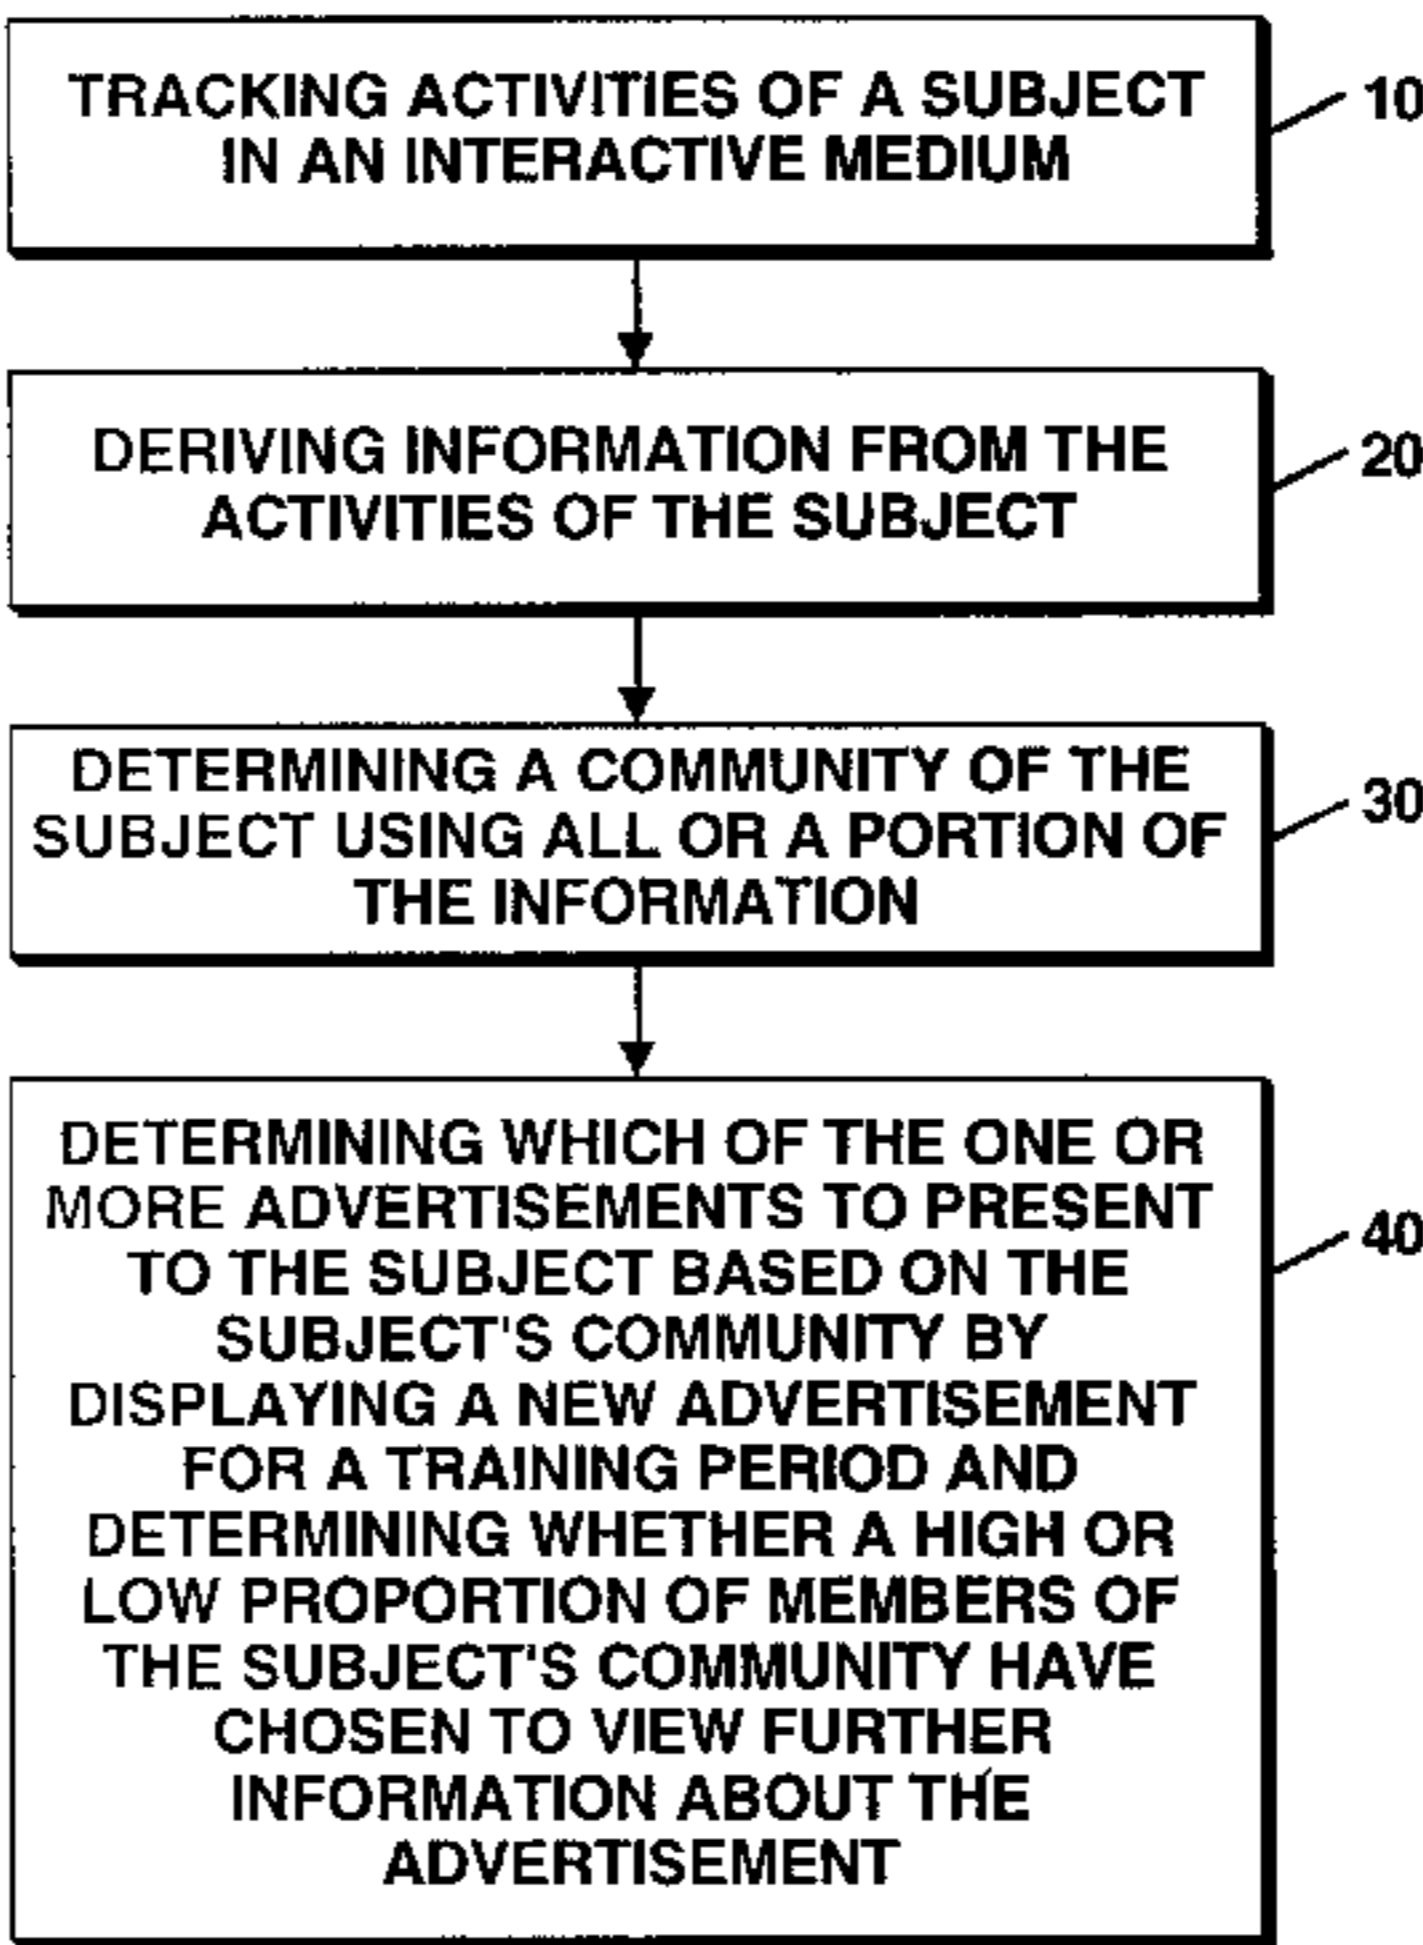 TRACKING ACTIVITIES OF A SUBJECT
IN AN INTERACTIVE MEDIUM
10
DERIVING INFORMATION FROM THE
ACTIVITIES OF THE SUBJECT
20
DETERMINING A COMMUNITY OF THE
SUBJECT USING ALL OR A PORTION OF
THE INFORMATION
30
DETERMINING WHICH OF THE ONE OR
MORE ADVERTISEMENTS TO PRESENT
TO THE SUBJECT BASED ON THE
SUBJECT'S COMMUNITY BY
DISPLAYING A NEW ADVERTISEMENT
FOR A TRAINING PERIOD AND
DETERMINING WHETHER A HIGH OR
LOW PROPORTION OF MEMBERS OF
THE SUBJECT'S COMMUNITY HAVE
CHOSEN TO VIEW FURTHER
INFORMATION ABOUT THE
ADVERTISEMENT
40